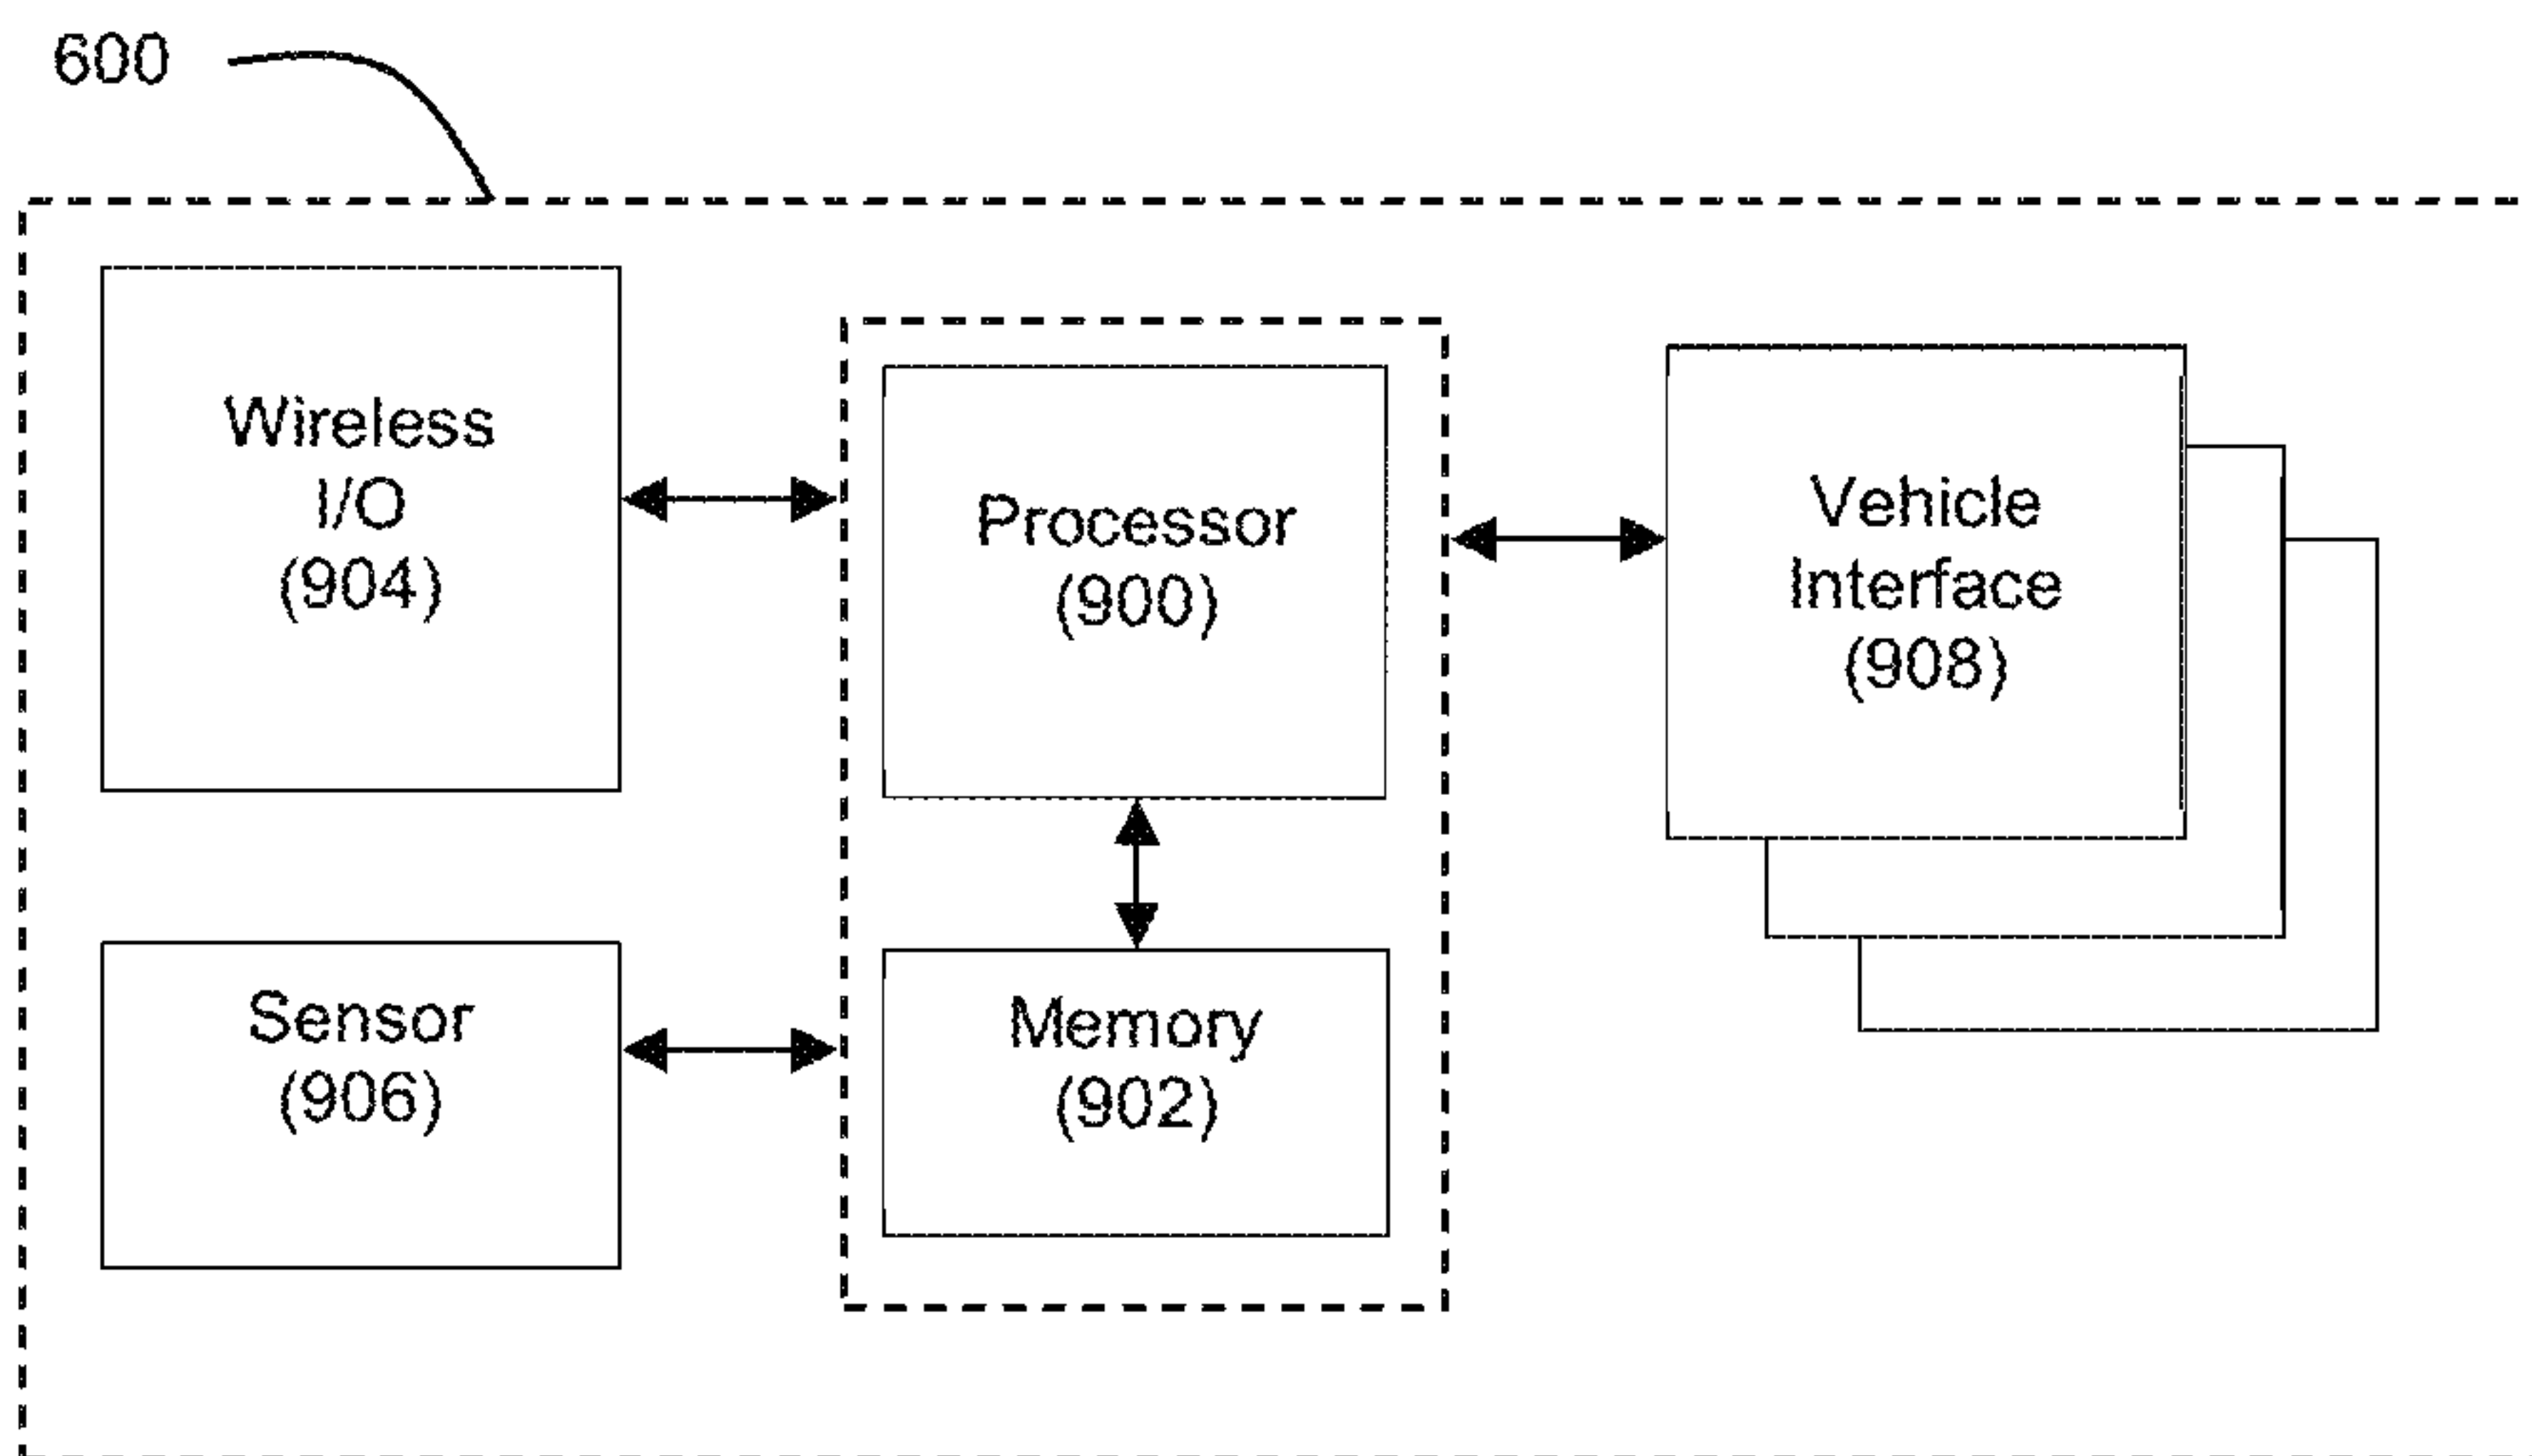 600
Wireless
I/O
(904)
Processor
(900)
Vehicle
Interface
(908)
Sensor
(906)
Memory
(902)